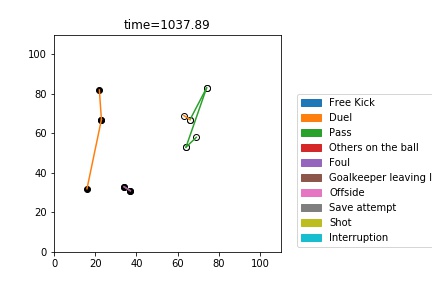 time=1037.89
100
80
60
40
20
0
0 20 40 60 80 100
Free Kick
Duel
Pass
Others on the ball
Foul
Goalkeeper leaving l
Offside
Save attempt
Shot
Interruption